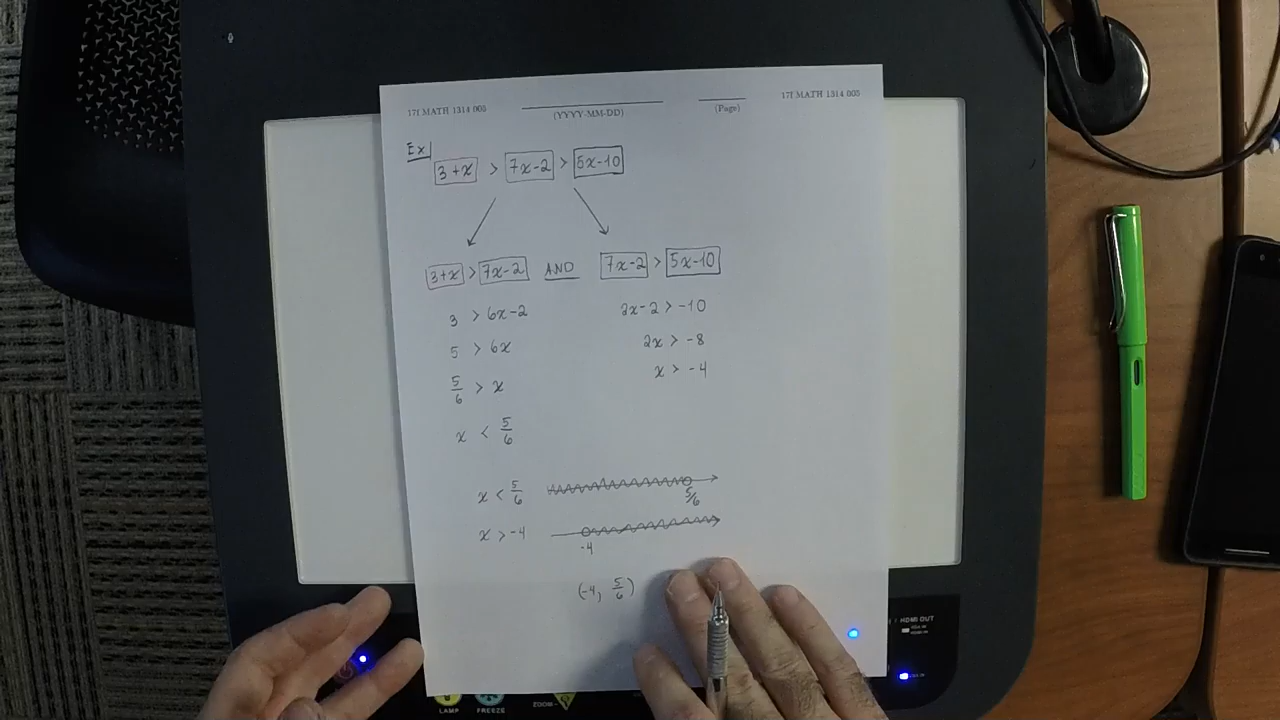 17f MATH 1314 005 (YYYY-MM-DD) (Page) 17f MATH 1314 005
Ex
3+x > 7x-2 > 5x-10
3+x > 7x-2 AND 7x-2 > 5x-10
3 > 6x-2 2x-2 > -10
5 > 6x 2x > -8
5/6 > x x > -4
x < 5/6
x < 5/6 5/6
x > -4 -4
(-4, 5/6)
HDMI OUT
LAMP FREEZE ZOOM-